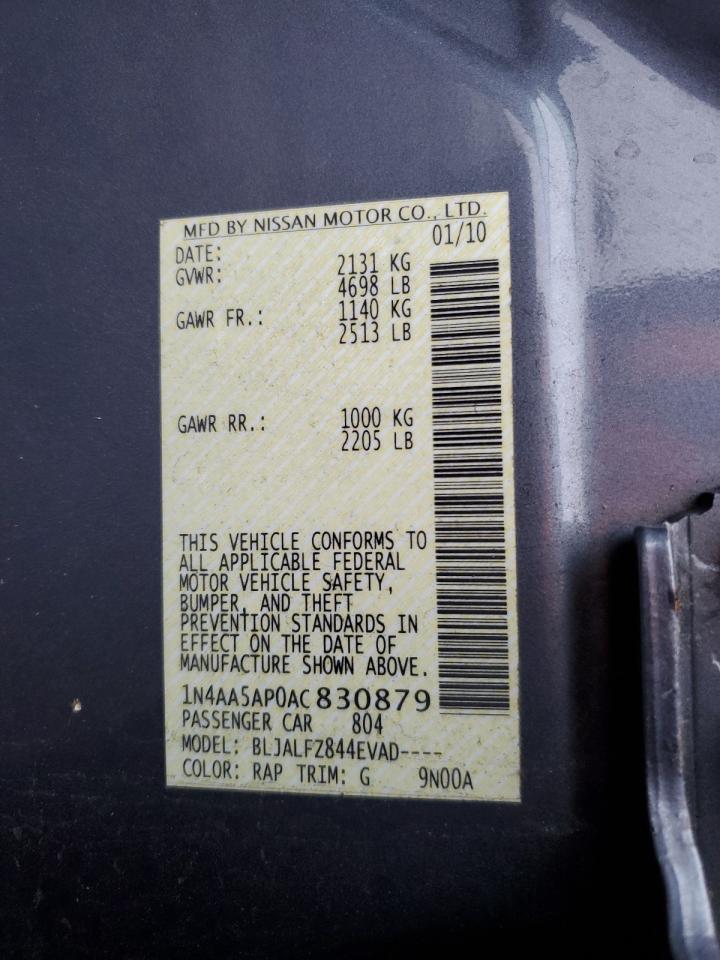 MFD BY NISSAN MOTOR CO., LTD.
DATE: 01/10
GVWR: 2131 KG
4698 LB
GAWR FR.: 1140 KG
2513 LB
GAWR RR.: 1000 KG
2205 LB
THIS VEHICLE CONFORMS TO
ALL APPLICABLE FEDERAL
MOTOR VEHICLE SAFETY,
BUMPER, AND THEFT
PREVENTION STANDARDS IN
EFFECT ON THE DATE OF
MANUFACTURE SHOWN ABOVE.
1N4AA5AP0AC830879
PASSENGER CAR 804
MODEL: BLJALFZ844EVAD----
COLOR: RAP TRIM: G 9N00A